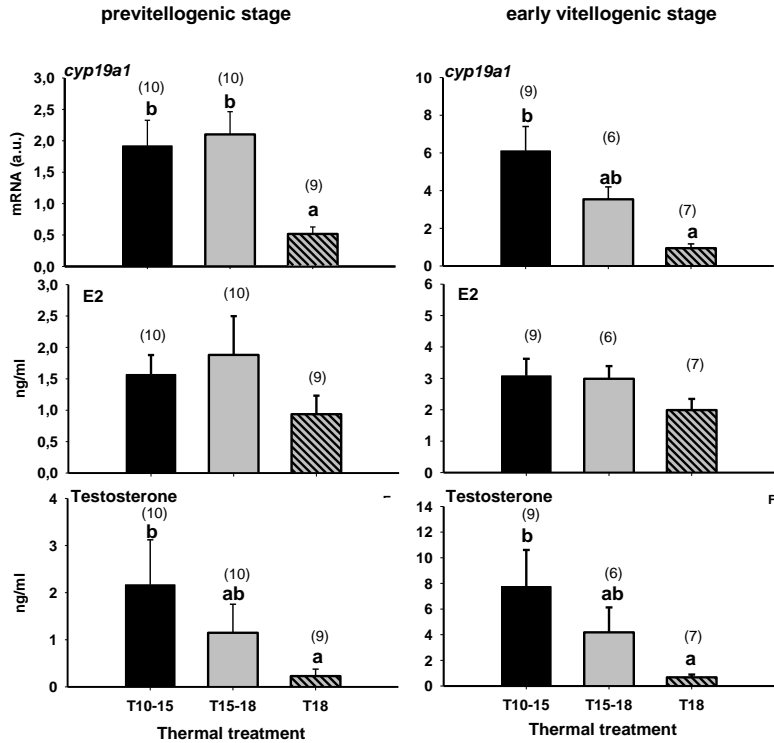 previtellogenic stage
early vitellogenic stage
cyp19a1
mRNA (a.u.)
3,0
2,5
2,0
1,5
1,0
0,5
0,0
(10)
b
(10)
b
(9)
a
cyp19a1
10
8
6
4
2
0
(9)
b
(6)
ab
(7)
a
E2
ng/ml
3,0
2,5
2,0
1,5
1,0
0,5
0,0
(10)
(10)
(9)
E2
6
5
4
3
2
1
0
(9)
(6)
(7)
Testosterone
ng/ml
4
3
2
1
0
(10)
b
(10)
ab
(9)
a
T10-15 T15-18 T18
Thermal treatment
Testosterone
F
14
12
10
8
6
4
2
0
(9)
b
(6)
ab
(7)
a
T10-15 T15-18 T18
Thermal treatment